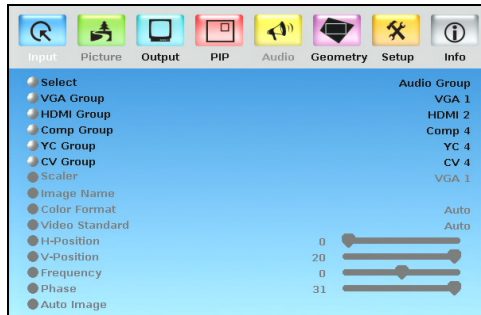 Input Picture Output PIP Audio Geometry Setup Info
Select Audio Group
VGA Group VGA 1
HDMI Group HDMI 2
Comp Group Comp 4
YC Group YC 4
CV Group CV 4
Scaler VGA 1
Image Name
Color Format Auto
Video Standard Auto
H-Position 0
V-Position 20
Frequency 0
Phase 31
Auto Image